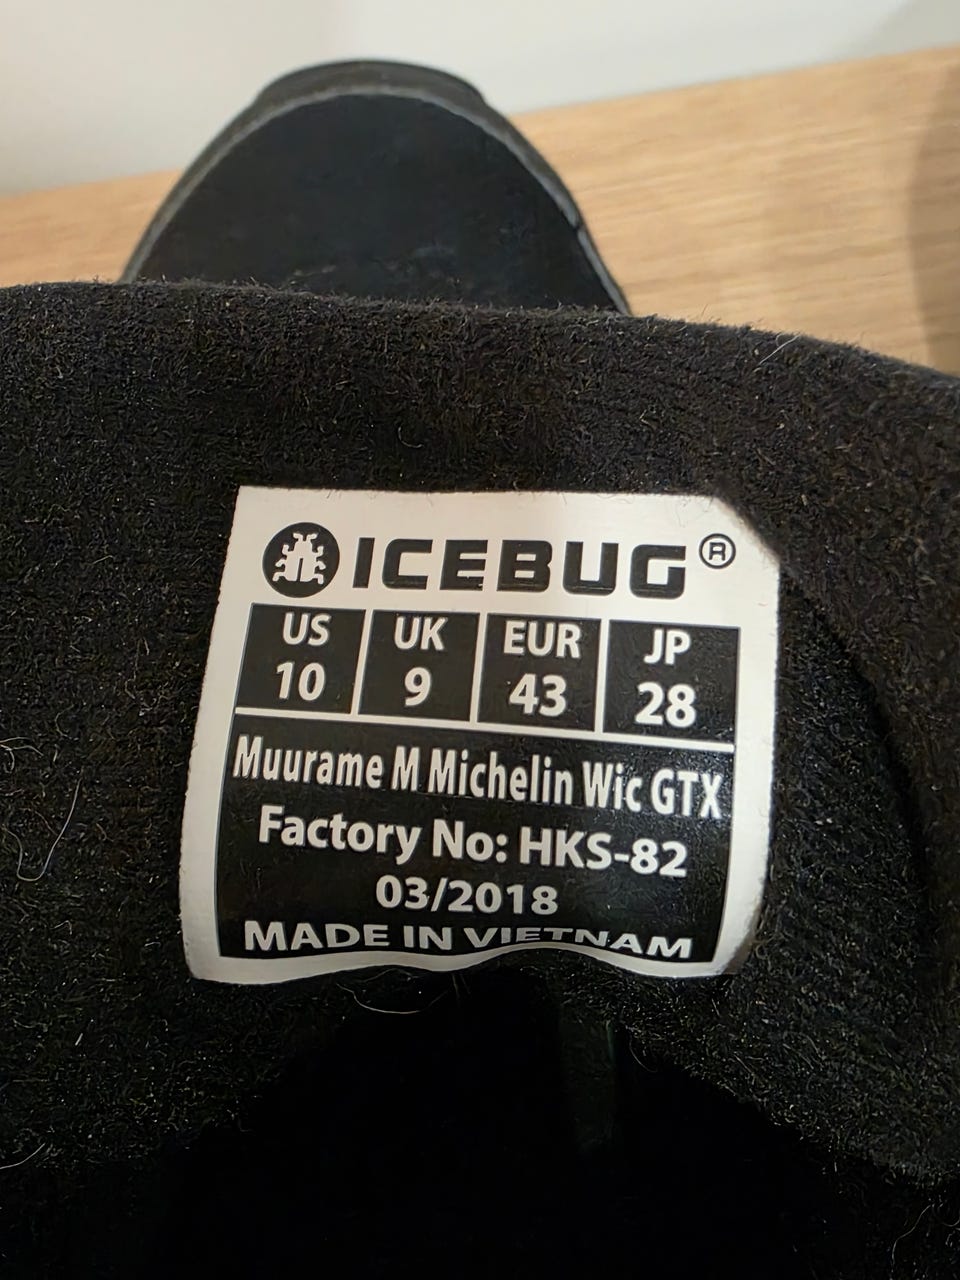 ICEBUG®
US UK EUR JP
10 9 43 28
Muurame M Michelin Wic GTX
Factory No: HKS-82
03/2018
MADE IN VIETNAM